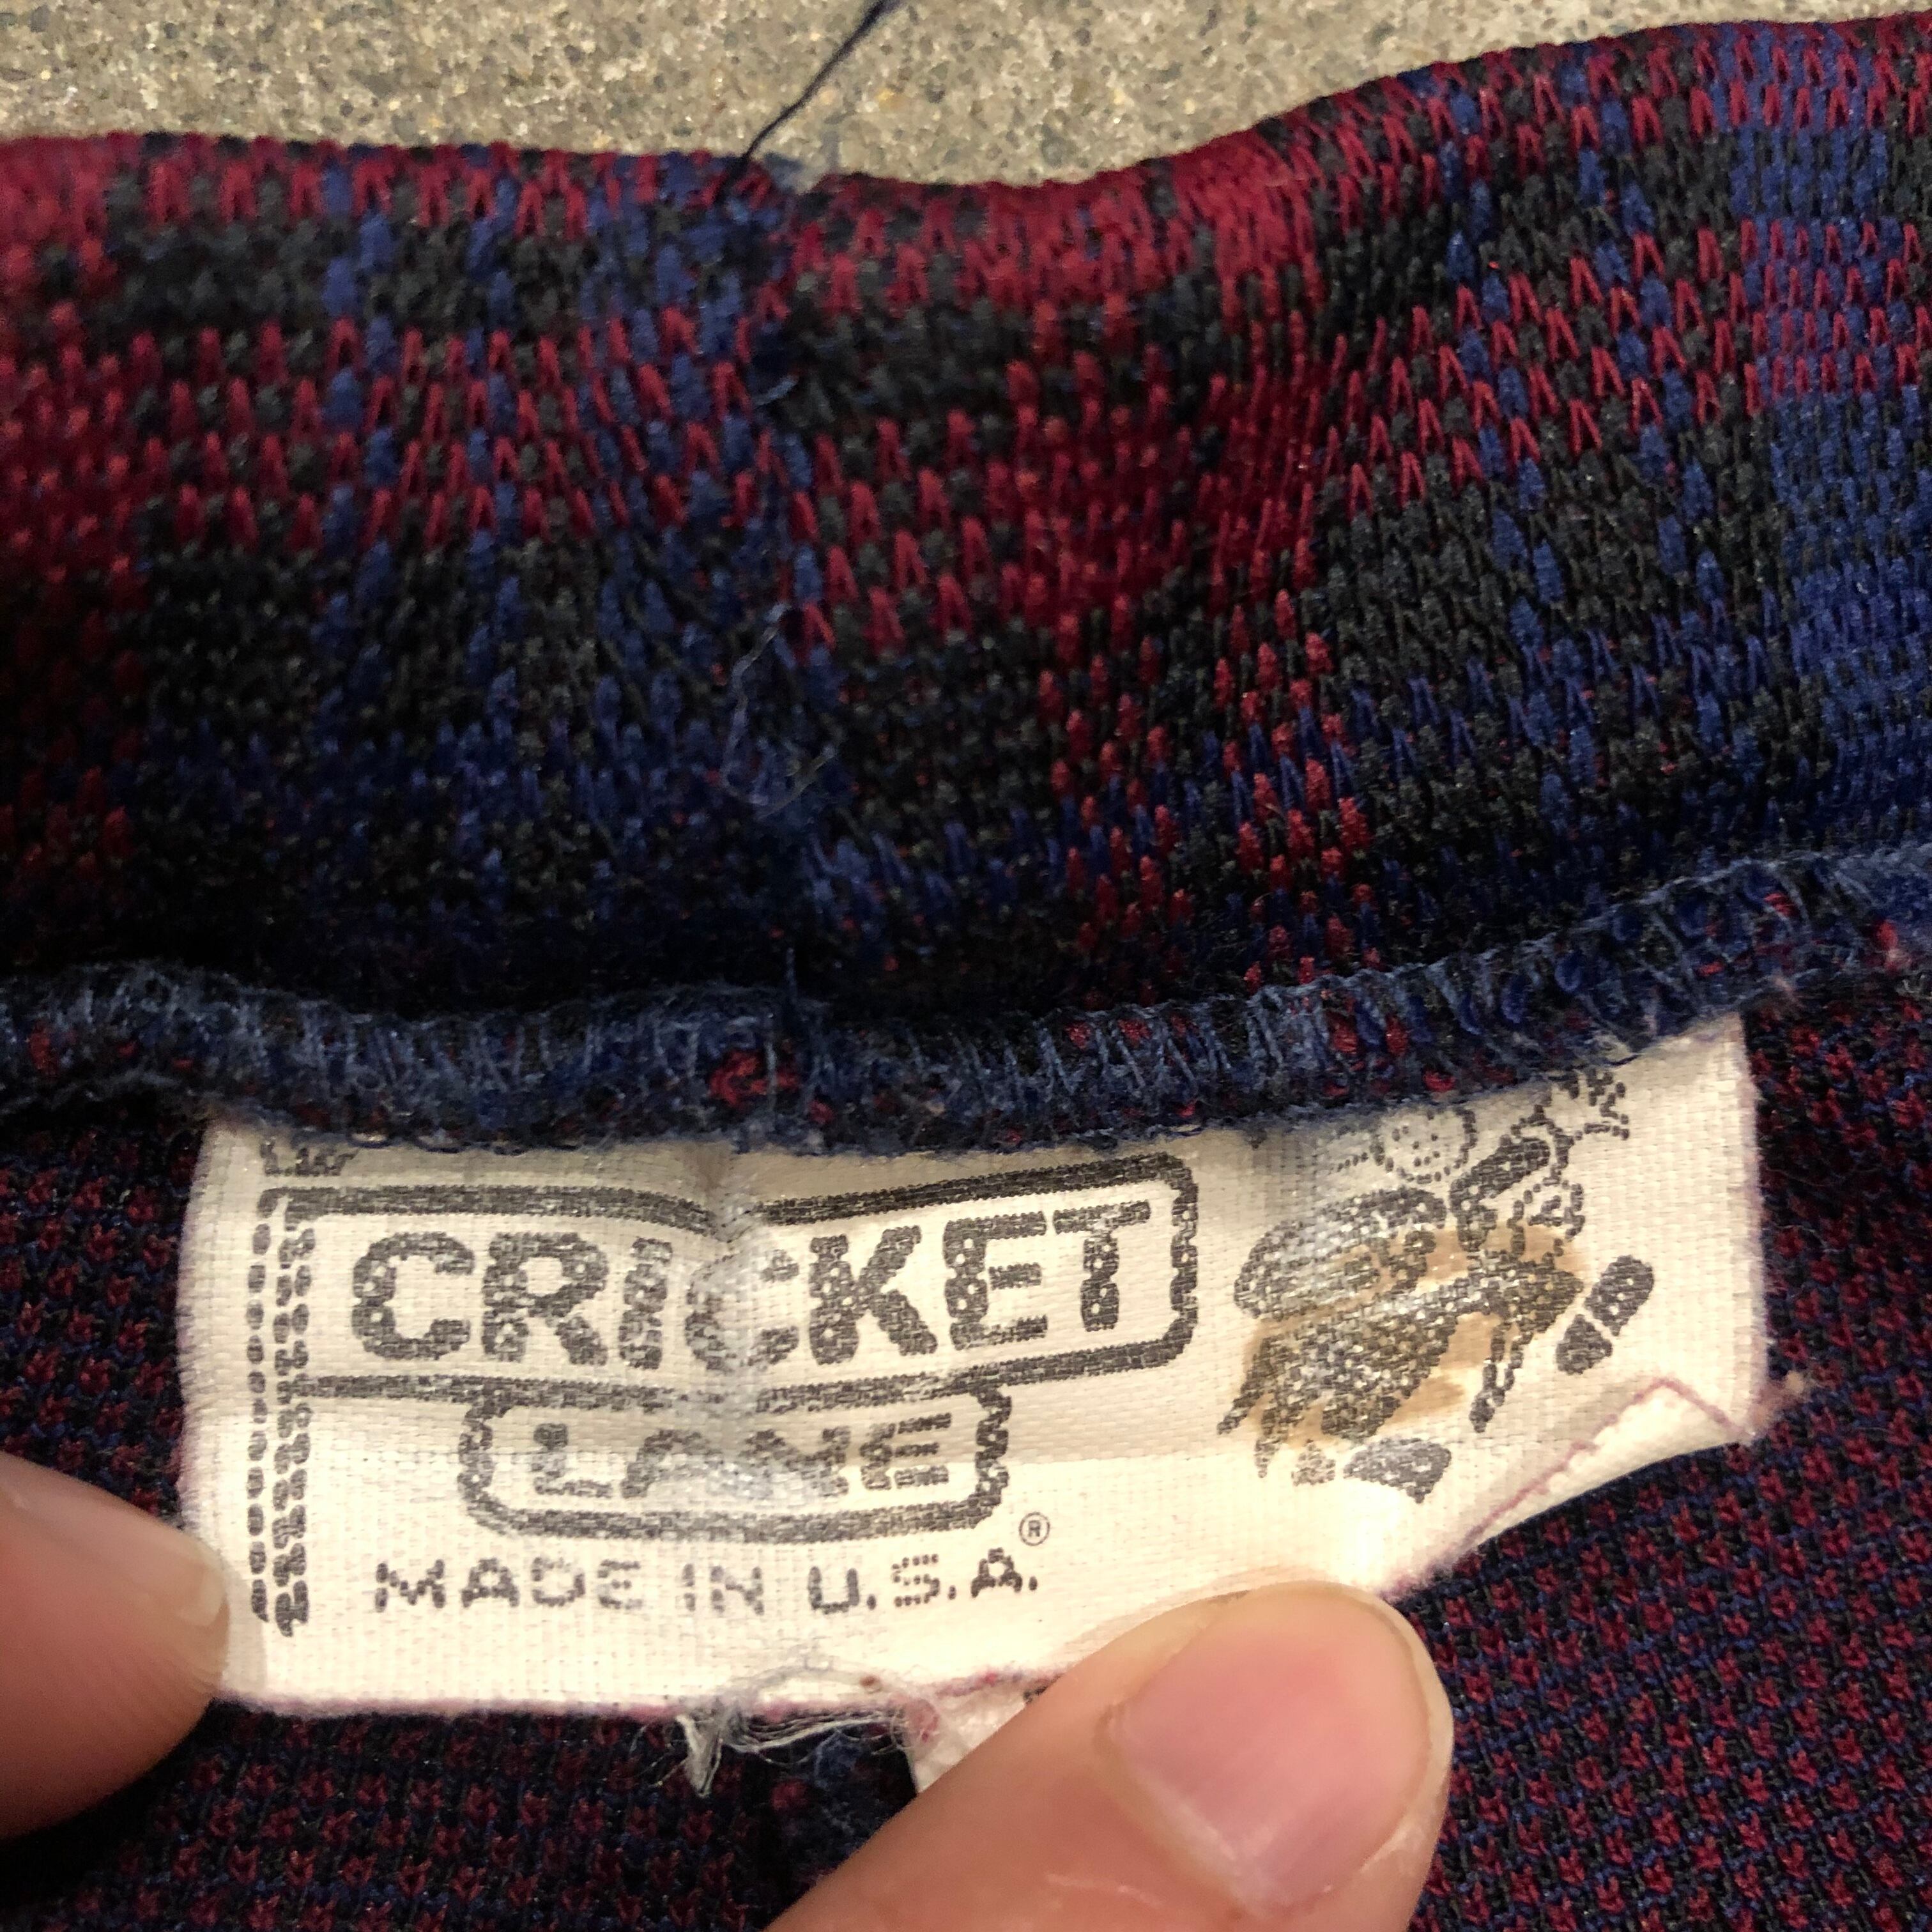 CRICKET
LANE
®
MADE IN U.S.A.